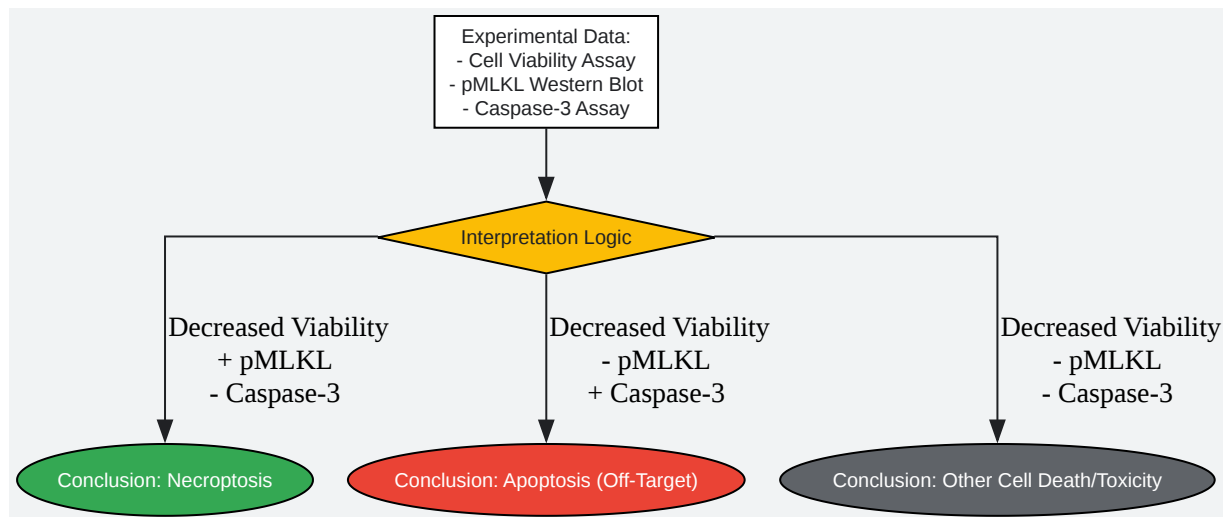 Experimental Data:
- Cell Viability Assay
- pMLKL Western Blot
- Caspase-3 Assay
Interpretation Logic
Decreased Viability
+ pMLKL
- Caspase-3
Decreased Viability
- pMLKL
+ Caspase-3
Decreased Viability
- pMLKL
- Caspase-3
Conclusion: Necroptosis
Conclusion: Apoptosis (Off-Target)
Conclusion: Other Cell Death/Toxicity